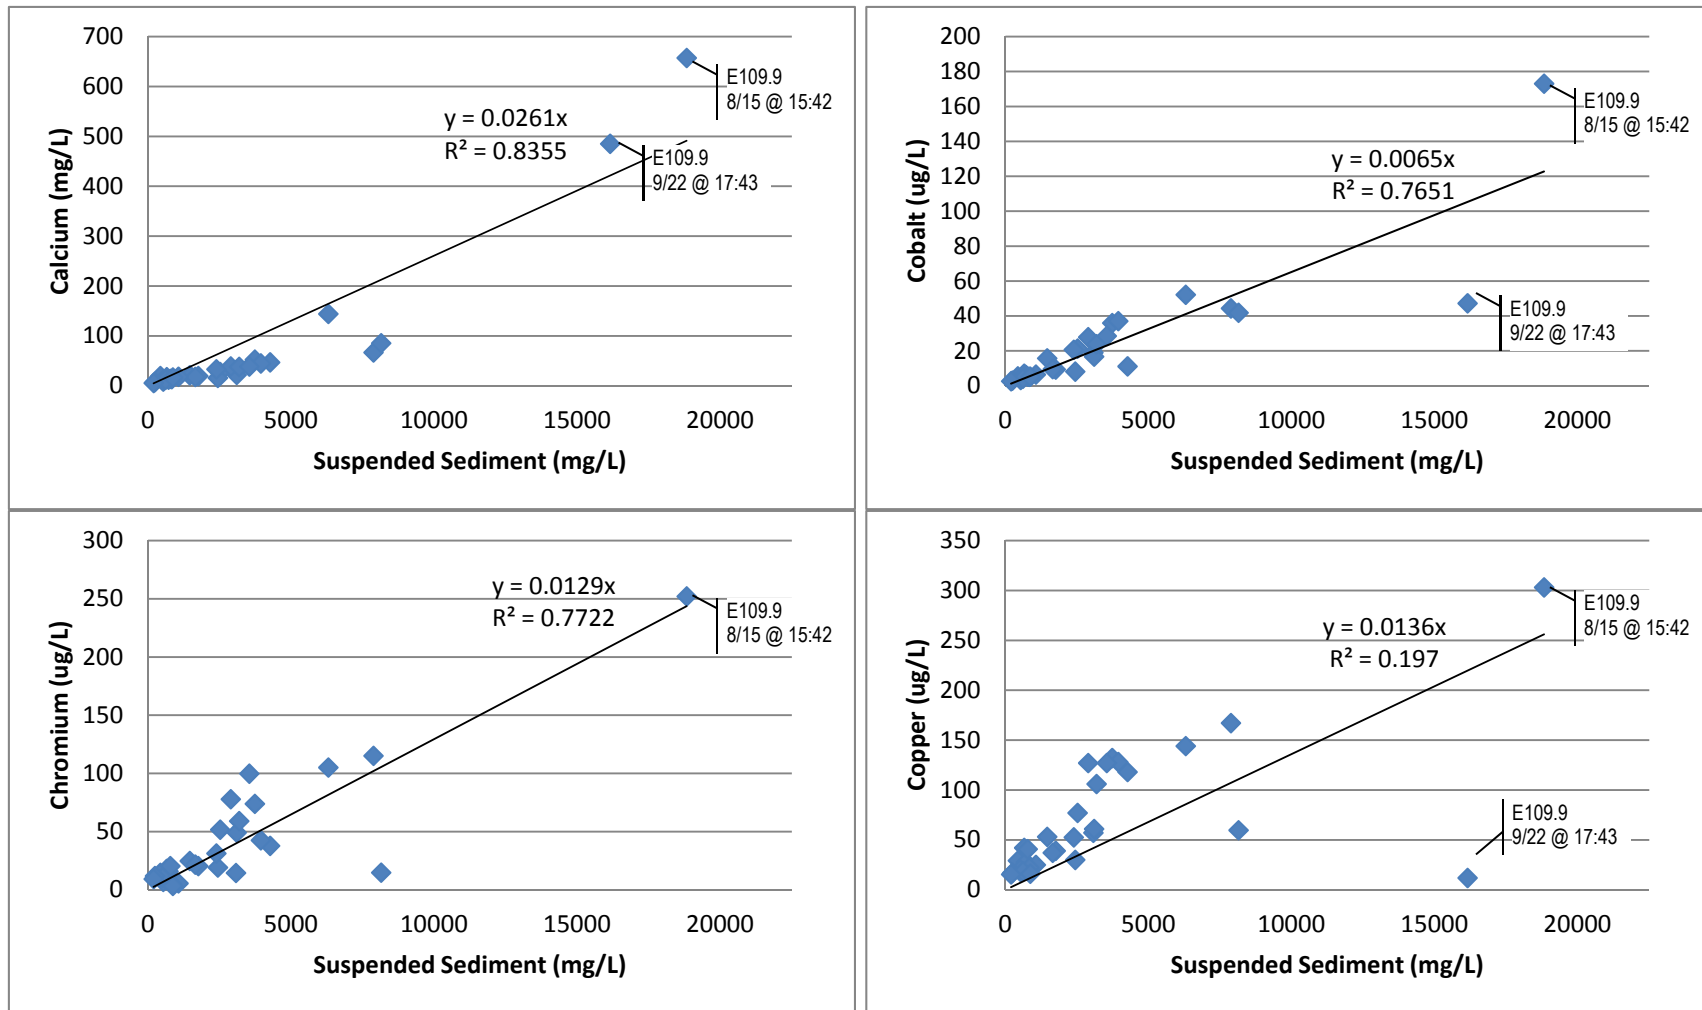 700
600
500
400
300
200
100
0
Calcium (mg/L)
y = 0.0261x
R² = 0.8355
E109.9
8/15 @ 15:42
E109.9
9/22 @ 17:43
0 5000 10000 15000 20000
Suspended Sediment (mg/L)
200
180
160
140
120
100
80
60
40
20
0
Cobalt (ug/L)
y = 0.0065x
R² = 0.7651
E109.9
8/15 @ 15:42
E109.9
9/22 @ 17:43
0 5000 10000 15000 20000
Suspended Sediment (mg/L)
300
250
200
150
100
50
0
Chromium (ug/L)
y = 0.0129x
R² = 0.7722
E109.9
8/15 @ 15:42
0 5000 10000 15000 20000
Suspended Sediment (mg/L)
350
300
250
200
150
100
50
0
Copper (ug/L)
y = 0.0136x
R² = 0.197
E109.9
8/15 @ 15:42
E109.9
9/22 @ 17:43
0 5000 10000 15000 20000
Suspended Sediment (mg/L)